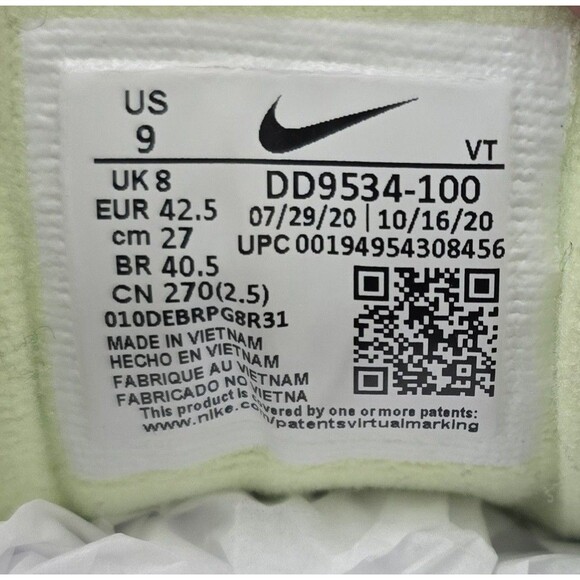 US
9
VT
UK 8
EUR 42.5
cm 27
BR 40.5
CN 270(2.5)
DD9534-100
07/29/20 | 10/16/20
UPC 00194954308456
010DEBRPG8R31
MADE IN VIETNAM
HECHO EN VIETNAM
FABRIQUE AU VIETNAM
FABRICADO NO VIETNA
This product is covered by one or more patents:
www.nike.com/patentsvirtualmarking